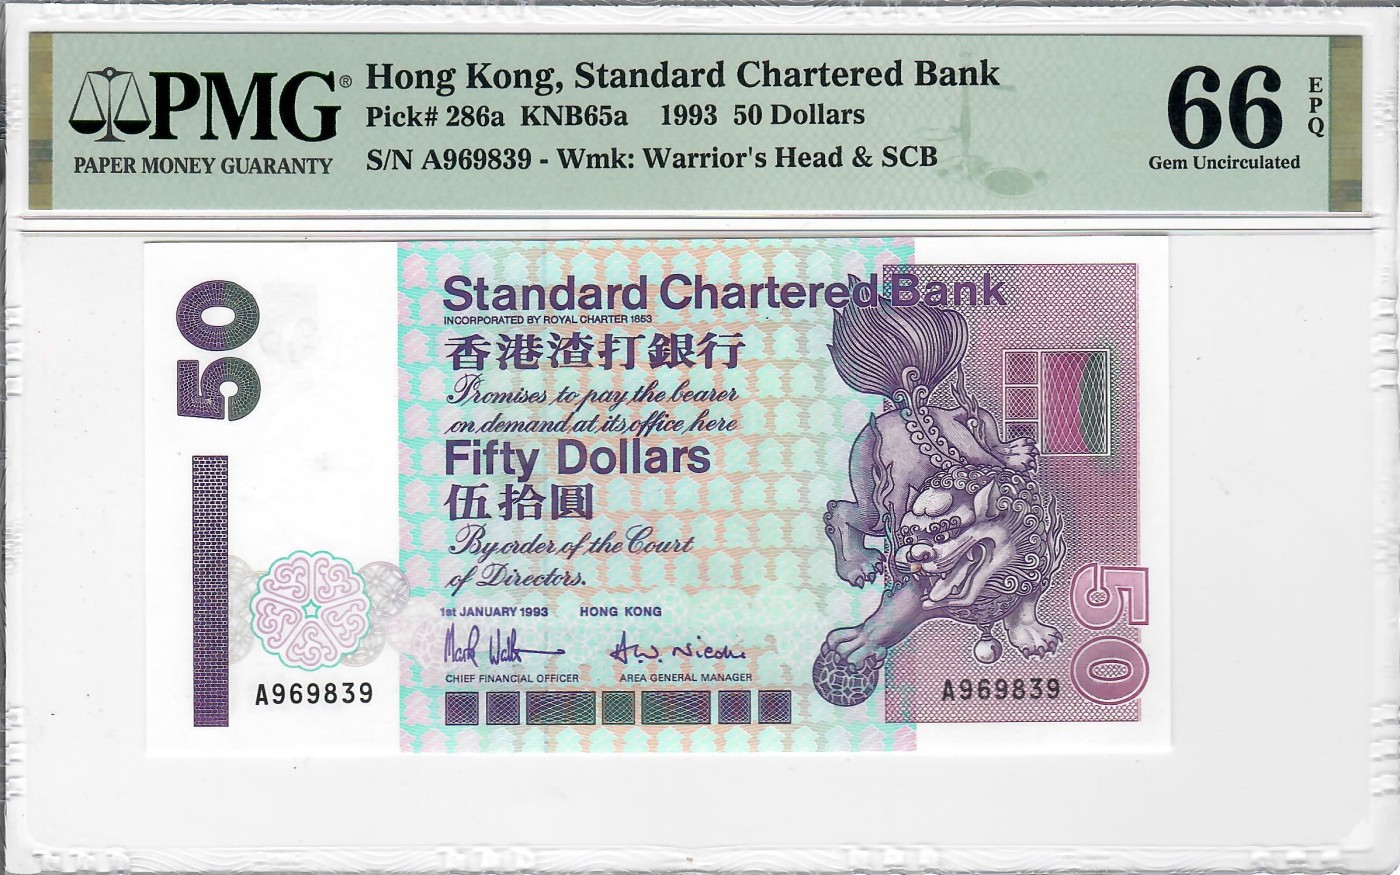 PMG®
PAPER MONEY GUARANTY
Hong Kong, Standard Chartered Bank
Pick# 286a KNB65a 1993 50 Dollars
S/N A969839 - Wmk: Warrior's Head & SCB
66
EPQ
Gem Uncirculated
50
Standard Chartered Bank
INCORPORATED BY ROYAL CHARTER 1853
香港渣打銀行
Promises to pay the bearer
on demand at its office here
Fifty Dollars
伍拾圓
By order of the Court
of Directors.
1st JANUARY 1993 HONG KONG
CHIEF FINANCIAL OFFICER AREA GENERAL MANAGER
A969839
A969839
50